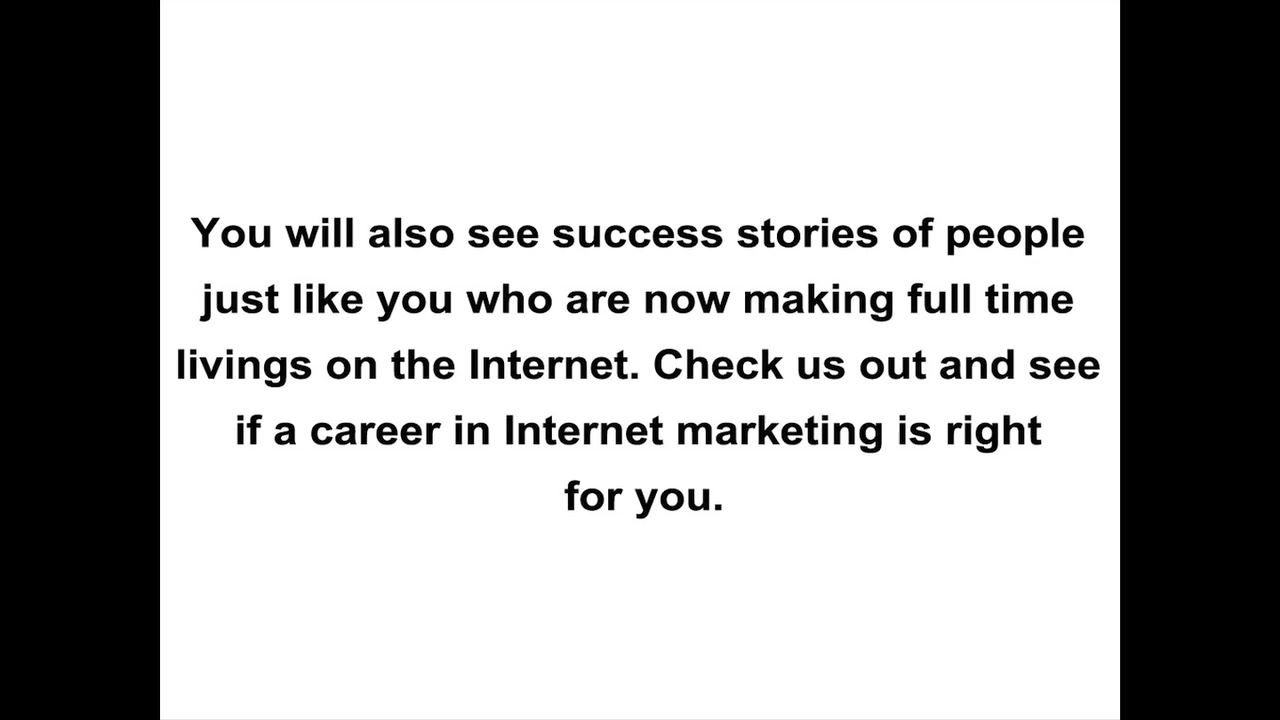 You will also see success stories of people
just like you who are now making full time
livings on the Internet. Check us out and see
if a career in Internet marketing is right
for you.